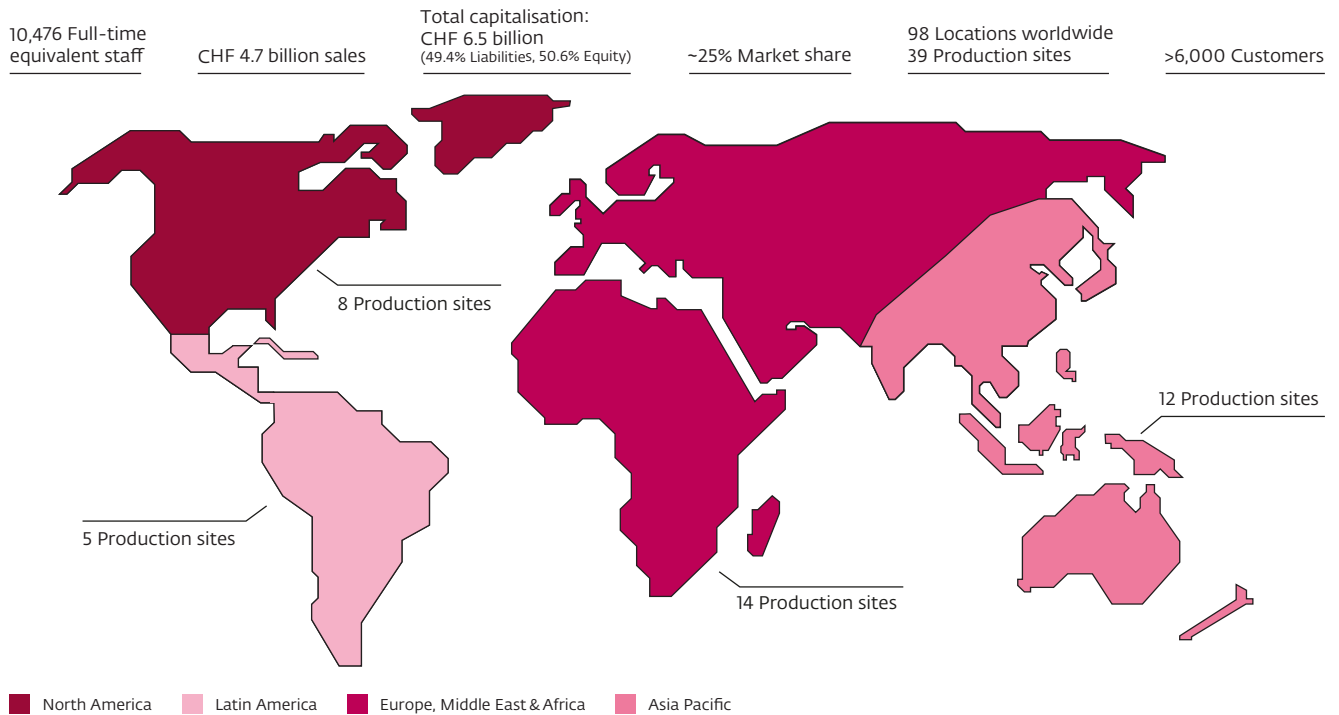 10,476 Full-time
equivalent staff
CHF 4.7 billion sales
Total capitalisation:
CHF 6.5 billion
(49.4% Liabilities, 50.6% Equity)
~25% Market share
98 Locations worldwide
39 Production sites
>6,000 Customers
8 Production sites
12 Production sites
5 Production sites
14 Production sites
North America
Latin America
Europe, Middle East & Africa
Asia Pacific